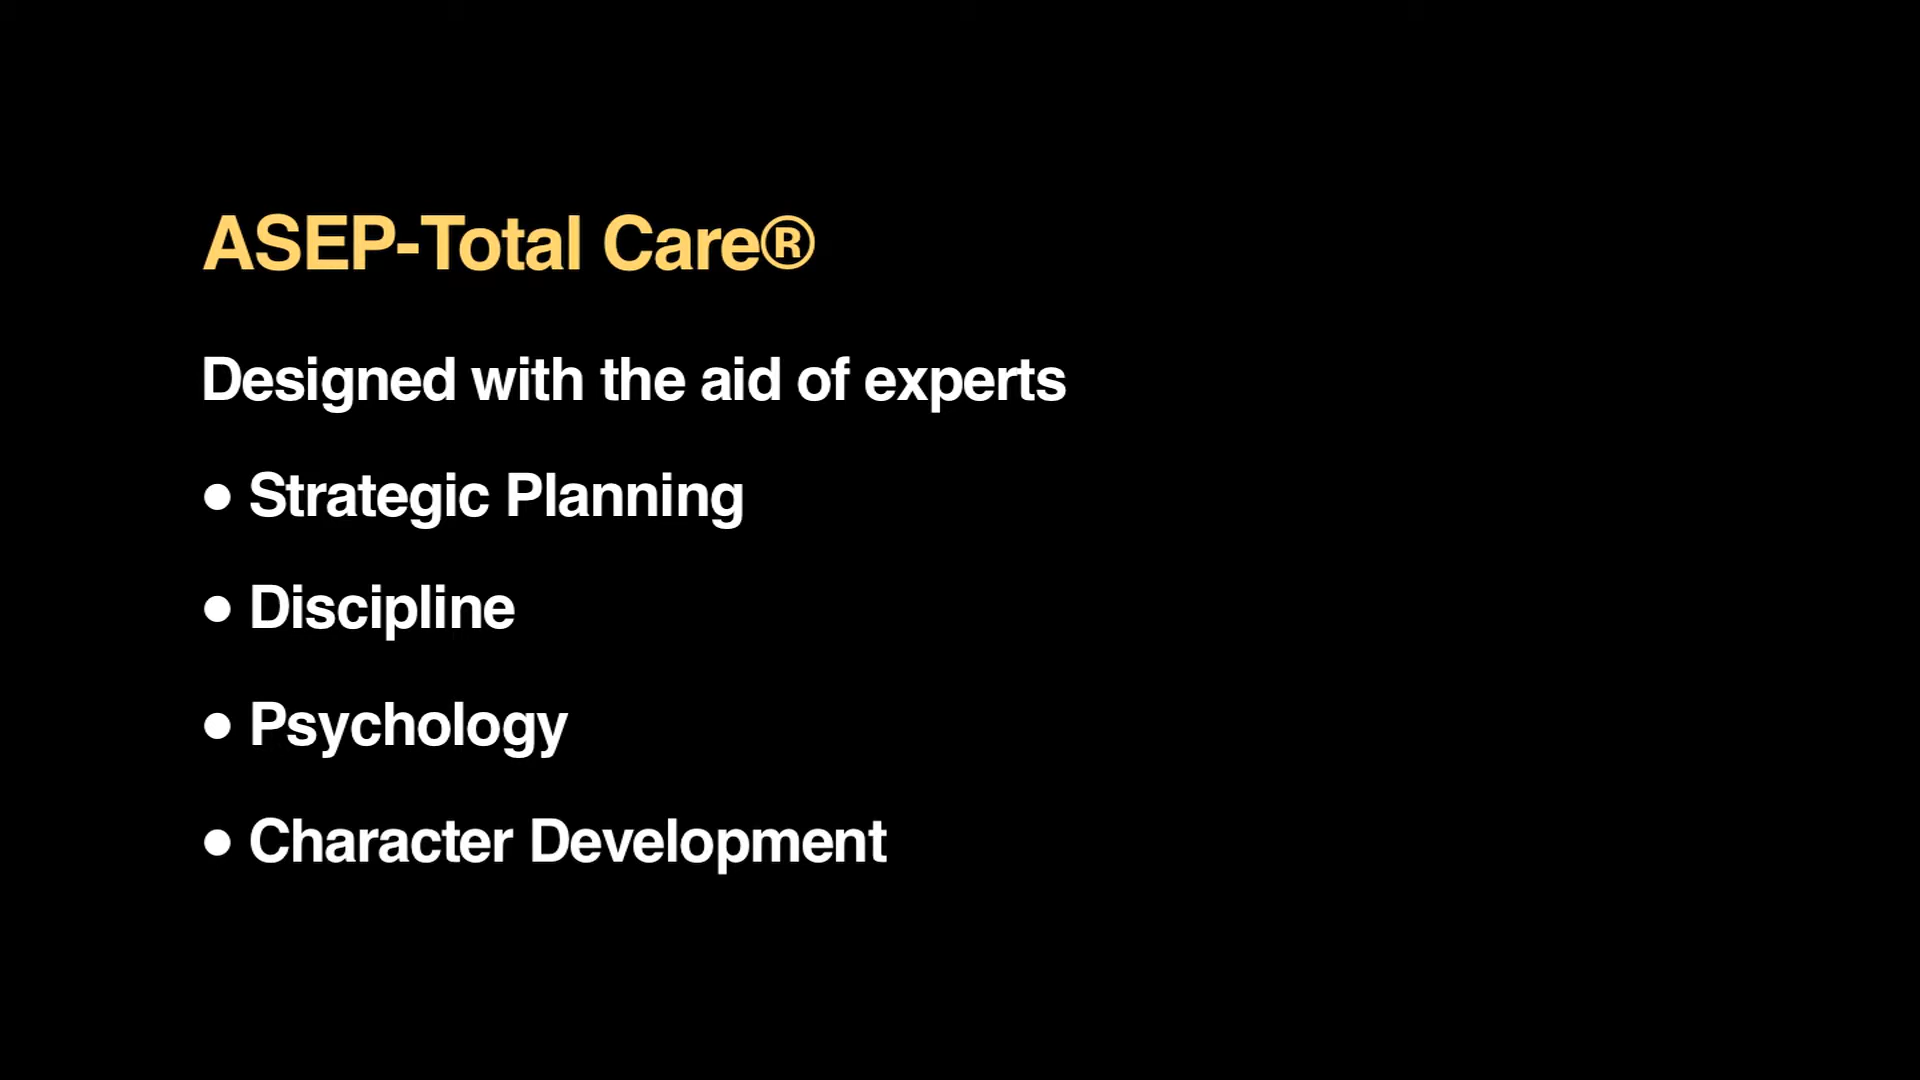 ASEP-Total Care®
Designed with the aid of experts
● Strategic Planning
● Discipline
● Psychology
● Character Development